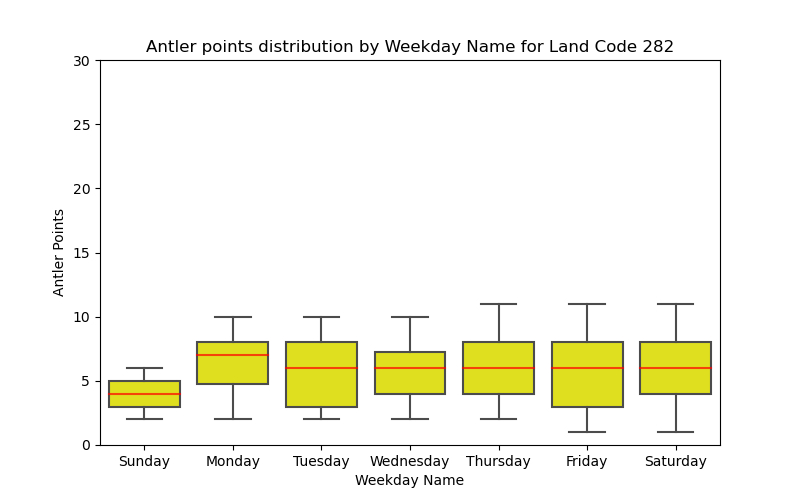 Antler points distribution by Weekday Name for Land Code 282
30
25
20
15
10
5
0
Antler Points
Sunday Monday Tuesday Wednesday Thursday Friday Saturday
Weekday Name